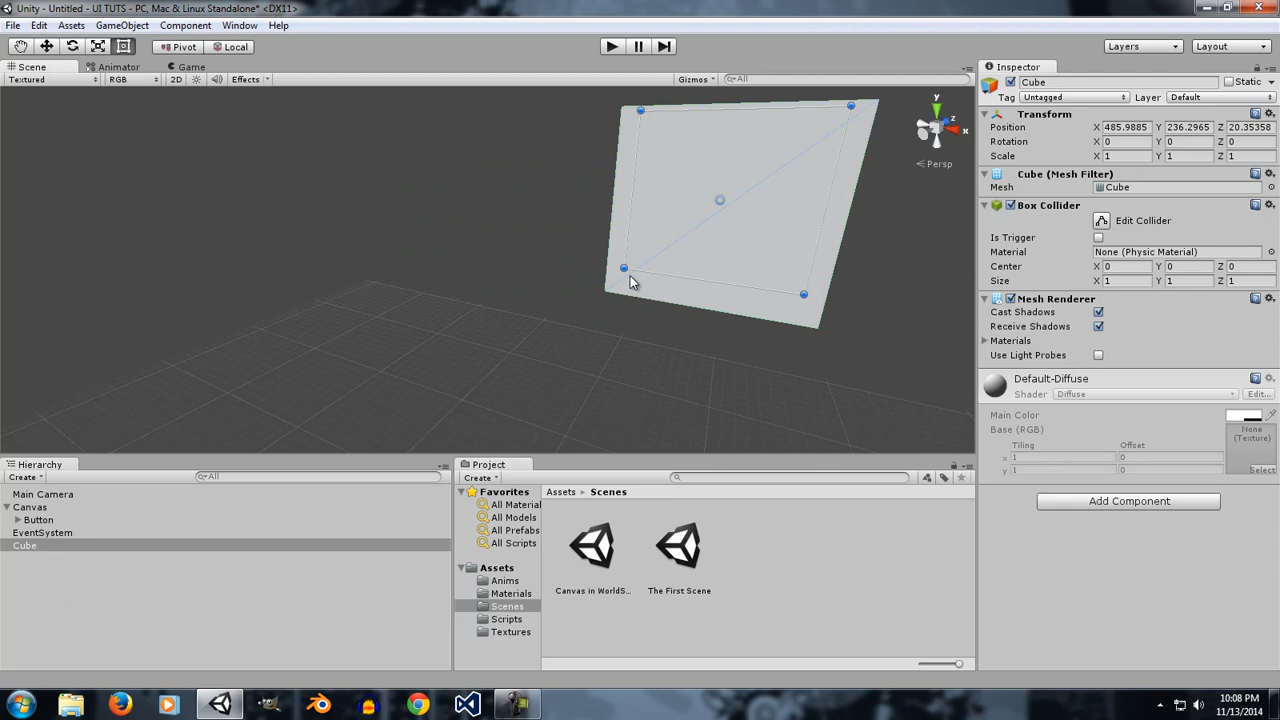 Unity - Untitled - UI TUTS - PC, Mac & Linux Standalone* <DX11>
File Edit Assets GameObject Component Window Help
Pivot Local Layers Layout
Scene Animator Game
Textured RGB 2D Effects Gizmos All
y
z
x
Persp
Inspector
Cube Static
Tag Untagged Layer Default
Transform
Position X 485.9885 Y 236.2965 Z 20.35358
Rotation X 0 Y 0 Z 0
Scale X 1 Y 1 Z 1
Cube (Mesh Filter)
Mesh Cube
Box Collider
Edit Collider
Is Trigger
Material None (Physic Material)
Center X 0 Y 0 Z 0
Size X 1 Y 1 Z 1
Mesh Renderer
Cast Shadows
Receive Shadows
Materials
Use Light Probes
Default-Diffuse
Shader Diffuse Edit...
Main Color
Base (RGB)
None
(Texture)
Tiling Offset
x 1 0
y 1 0
Select
Add Component
Hierarchy
Create All
Main Camera
Canvas
Button
EventSystem
Cube
Project
Create
Favorites
All Material
All Models
All Prefabs
All Scripts
Assets
Anims
Materials
Scenes
Scripts
Textures
Assets Scenes
Canvas in WorldS...
The First Scene
10:08 PM
11/13/2014